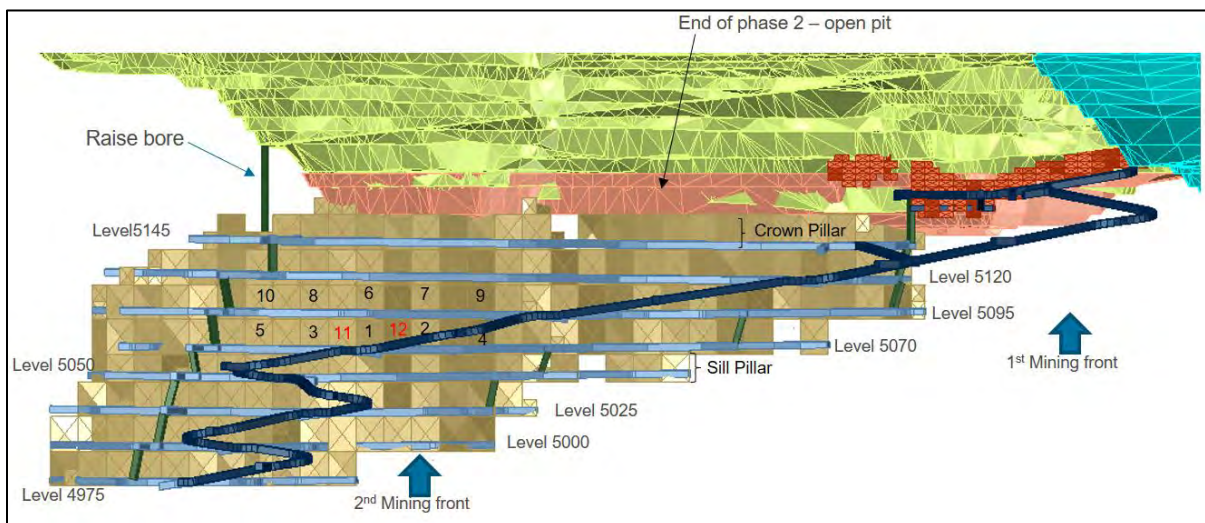 End of phase 2 – open pit
Raise bore
Level5145
Crown Pillar
Level 5120
10 8 6 7 9
Level 5095
5 3 11 1 12 2 4
Level 5070
1st Mining front
Level 5050
Sill Pillar
Level 5025
Level 5000
Level 4975
2nd Mining front